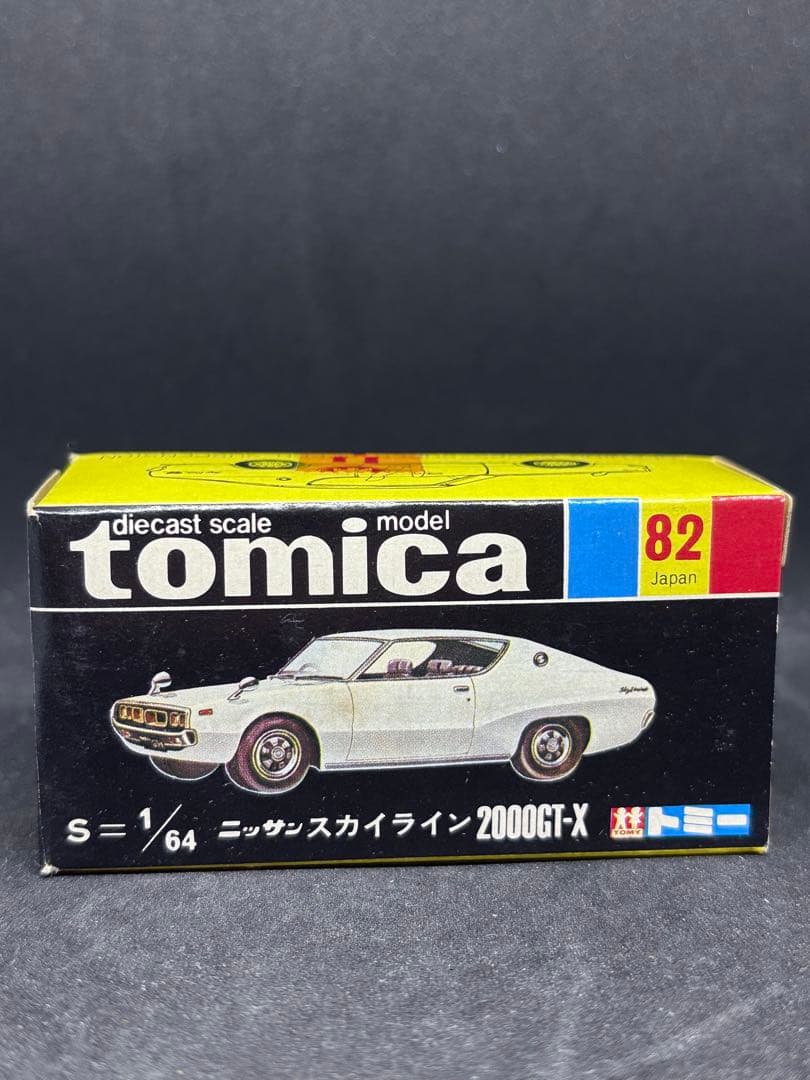 diecast scale model
tomica
82
Japan
Skyline
S=1/64 ニッサンスカイライン 2000GT-X
TOMY トミー